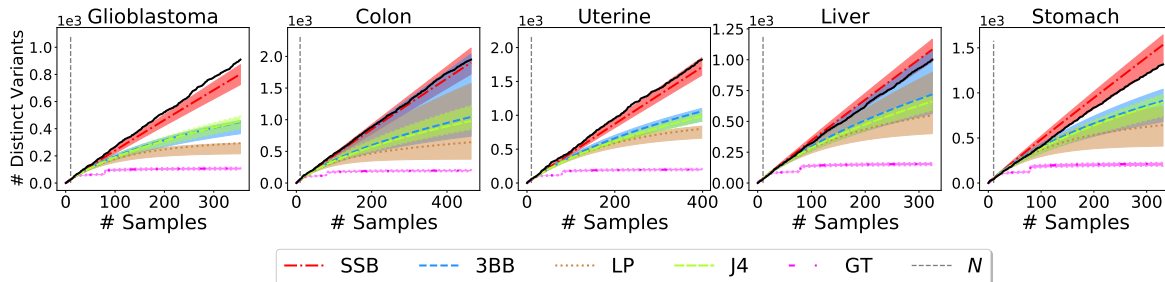 Glioblastoma Colon Uterine Liver Stomach
1e3 1e3 1e3 1e3 1e3
# Distinct Variants
1.0
0.8
0.6
0.4
0.2
0.0
0 100 200 300
# Samples
2.0
1.5
1.0
0.5
0.0
0 200 400
# Samples
2.0
1.5
1.0
0.5
0.0
0 100 200 300 400
# Samples
1.25
1.00
0.75
0.50
0.25
0.00
0 100 200 300
# Samples
1.5
1.0
0.5
0.0
0 100 200 300
# Samples
SSB 3BB LP J4 GT N